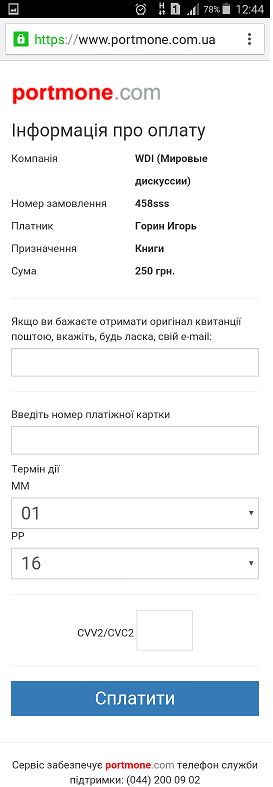 78% 12:44
https://www.portmone.com.ua
portmone.com
Інформація про оплату
Компанія WDI (Мировые
дискуссии)
Номер замовлення 458sss
Платник Горин Игорь
Призначення Книги
Сума 250 грн.
Якщо ви бажаєте отримати оригінал квитанції
поштою, вкажіть, будь ласка, свій e-mail:
Введіть номер платіжної картки
Термін дії
ММ
01
РР
16
CVV2/CVC2
Сплатити
Сервіс забезпечує portmone.com телефон служби
підтримки: (044) 200 09 02